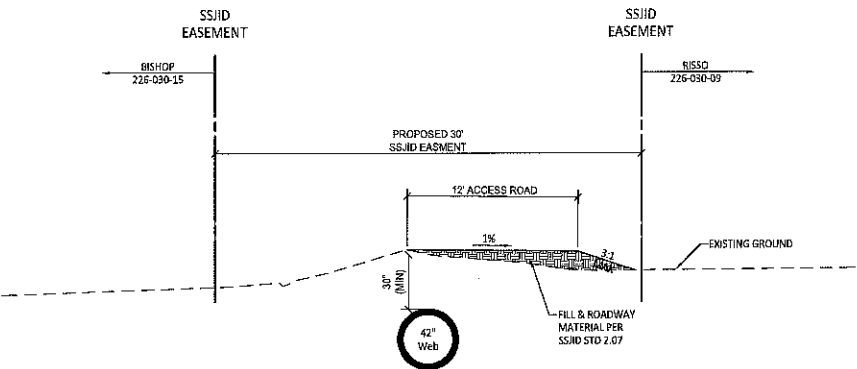 SSJID
EASEMENT
SSJID
EASEMENT
BISHOP
226-030-15
RISSO
226-030-09
PROPOSED 30'
SSJID EASMENT
12' ACCESS ROAD
1%
3:1
MAX
EXISTING GROUND
30"
(MIN)
FILL & ROADWAY
MATERIAL PER
SSJID STD 2.07
42"
Web